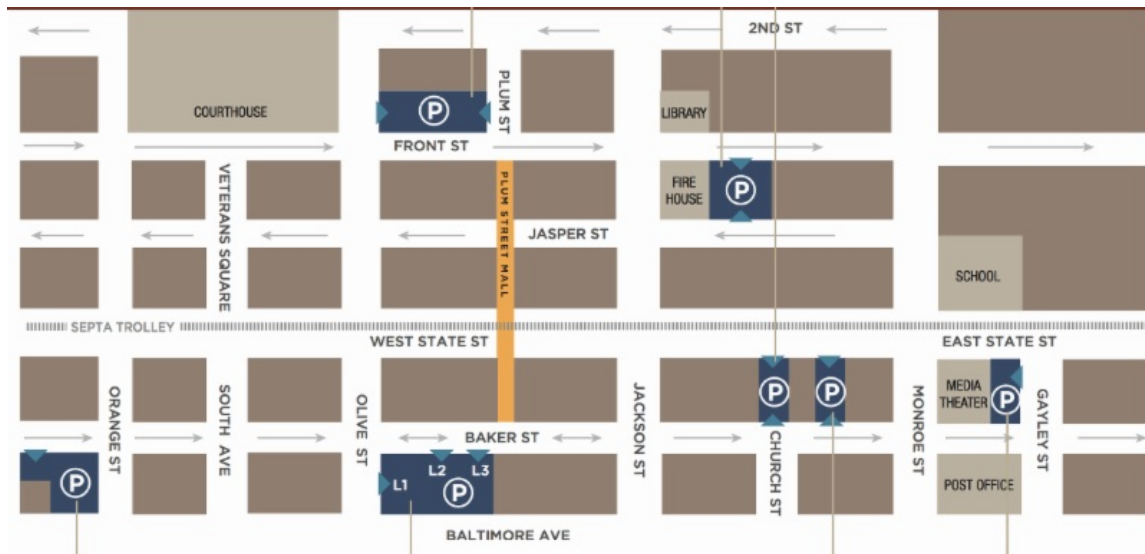 2ND ST
COURTHOUSE
P
PLUM ST
LIBRARY
FRONT ST
VETERANS SQUARE
PLUM STREET MALL
FIRE
HOUSE
P
JASPER ST
SCHOOL
SEPTA TROLLEY
WEST STATE ST
EAST STATE ST
ORANGE ST
SOUTH AVE
OLIVE ST
JACKSON ST
P
P
MONROE ST
MEDIA
THEATER
P
GAYLEY ST
BAKER ST
CHURCH ST
P
L1
L2
L3
P
POST OFFICE
BALTIMORE AVE